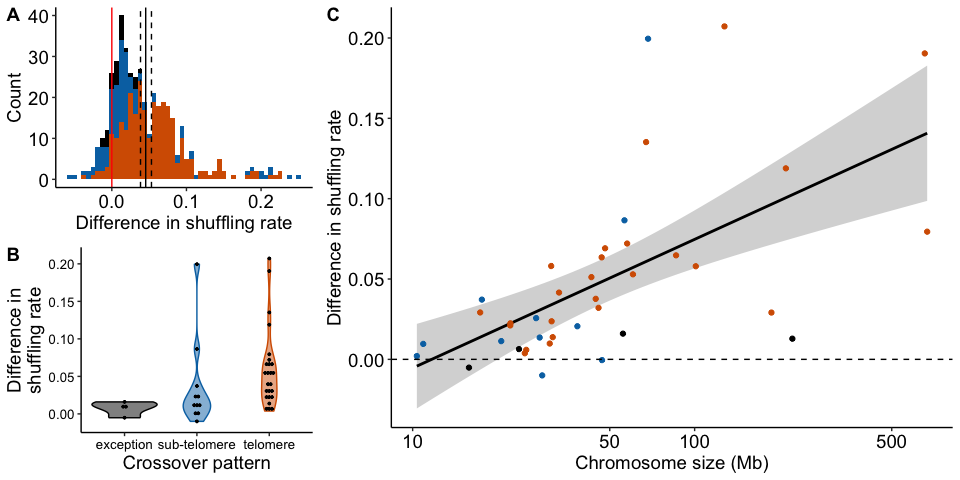 A
Count
40
30
20
10
0
0.0 0.1 0.2
Difference in shuffling rate
B
Difference in
shuffling rate
0.20
0.15
0.10
0.05
0.00
exception sub-telomere telomere
Crossover pattern
C
Difference in shuffling rate
0.20
0.15
0.10
0.05
0.00
10 50 100 500
Chromosome size (Mb)